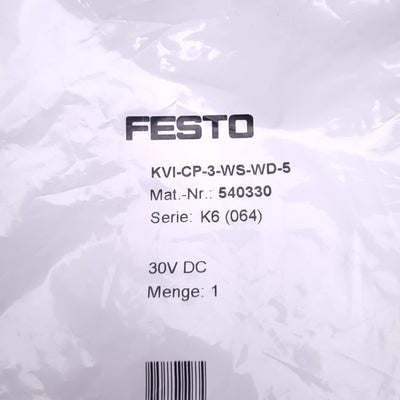 FESTO
KVI-CP-3-WS-WD-5
Mat.-Nr.: 540330
Serie: K6 (064)
30V DC
Menge: 1